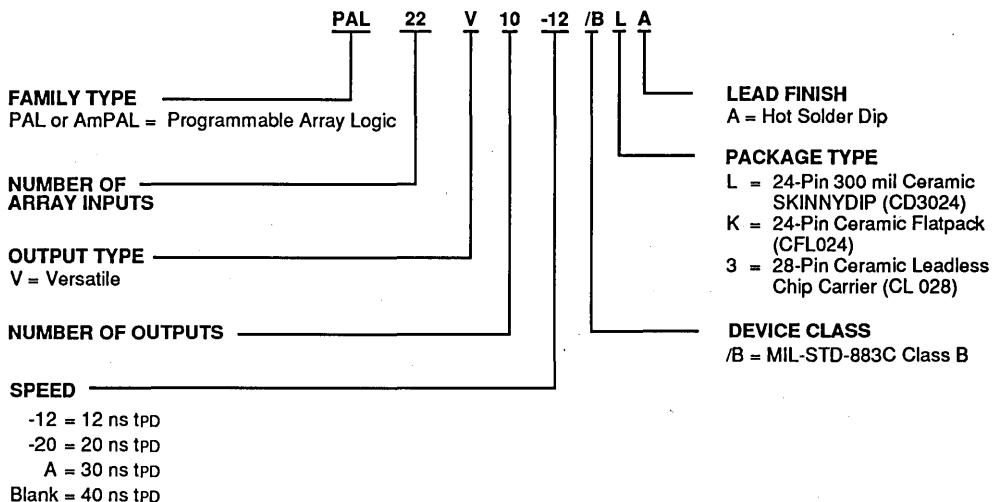 PAL 22 V 10 -12 /B L A
FAMILY TYPE
PAL or AmPAL = Programmable Array Logic
NUMBER OF
ARRAY INPUTS
OUTPUT TYPE
V = Versatile
NUMBER OF OUTPUTS
SPEED
-12 = 12 ns tPD
-20 = 20 ns tPD
A = 30 ns tPD
Blank = 40 ns tPD
LEAD FINISH
A = Hot Solder Dip
PACKAGE TYPE
L = 24-Pin 300 mil Ceramic
SKINNYDIP (CD3024)
K = 24-Pin Ceramic Flatpack
(CFL024)
3 = 28-Pin Ceramic Leadless
Chip Carrier (CL 028)
DEVICE CLASS
/B = MIL-STD-883C Class B